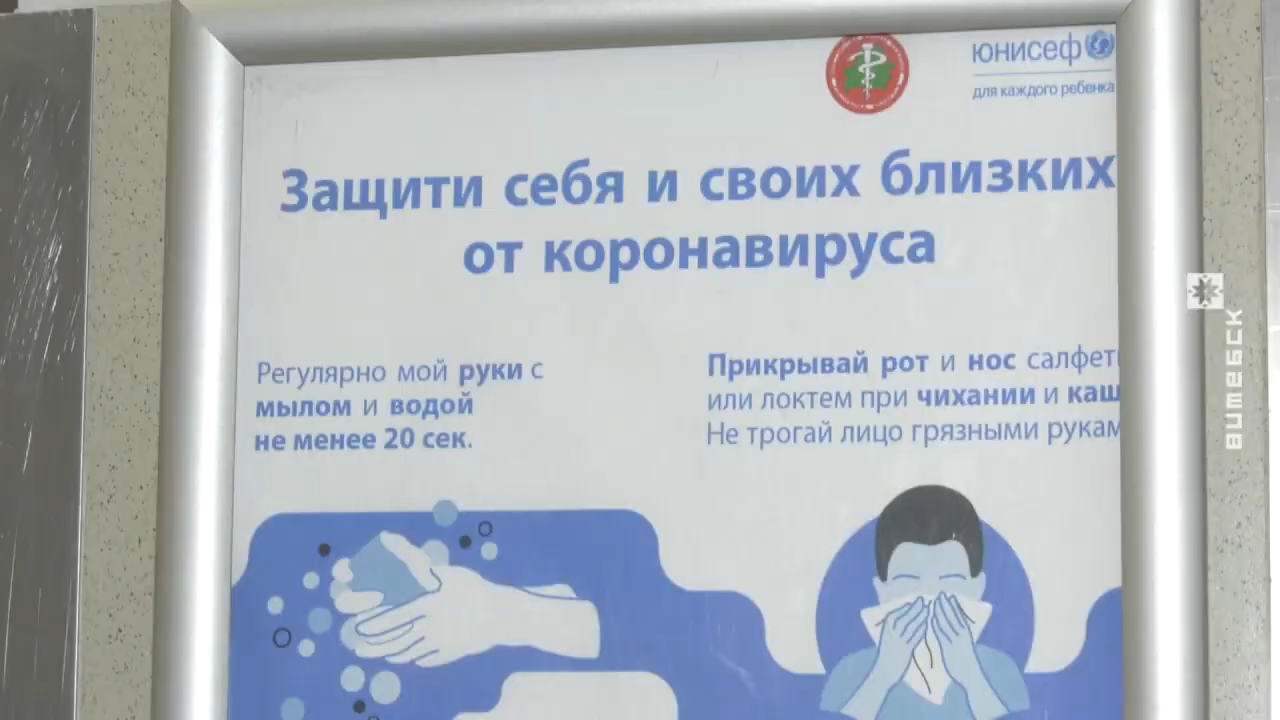 юнисеф
для каждого ребенка
Защити себя и своих близких
от коронавируса
Регулярно мой руки с
мылом и водой
не менее 20 сек.
Прикрывай рот и нос
или локтем при чихании и
Не трогай лицо грязными
ВИТЕБСК